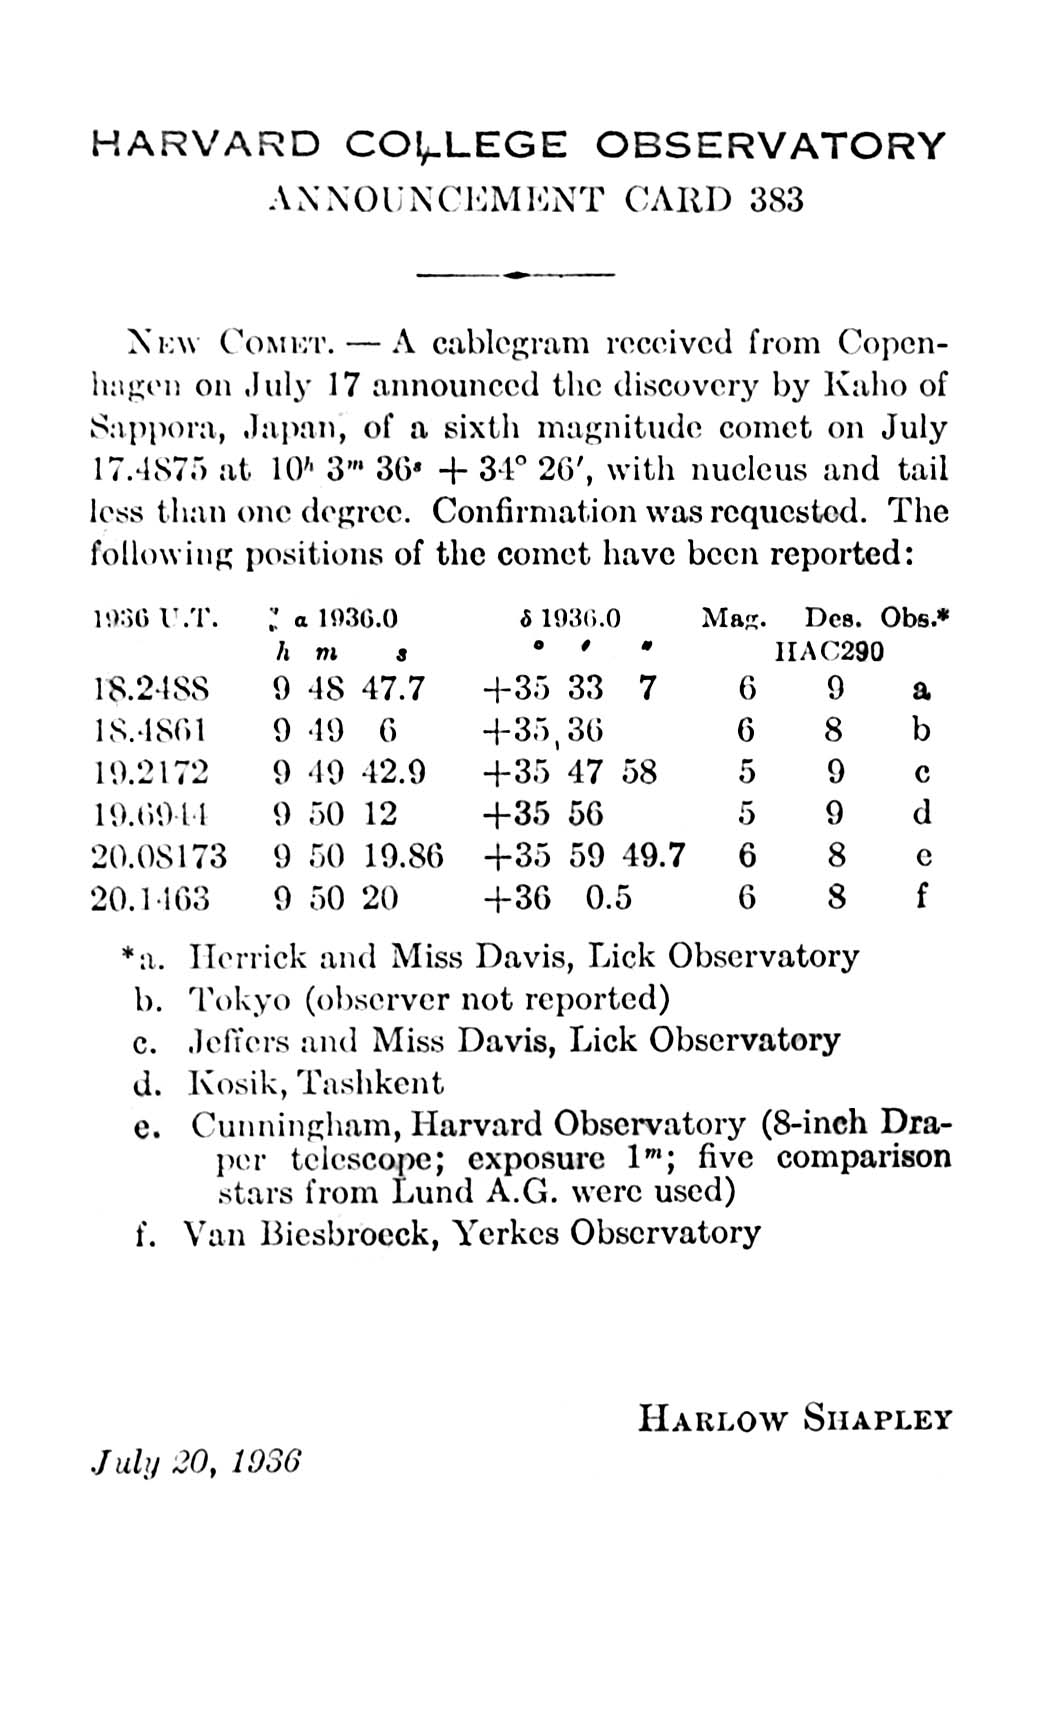 HARVARD COLLEGE OBSERVATORY
ANNOUNCEMENT CARD 383
NEW COMET. — A cablegram received from Copen-
hagen on July 17 announced the discovery by Kaho of
Sappora, Japan, of a sixth magnitude comet on July
17.4875 at 10ʰ 3ᵐ 36ˢ + 34° 26′, with nucleus and tail
less than one degree. Confirmation was requested. The
following positions of the comet have been reported:
1936 U.T. α 1936.0 δ 1936.0 Mag. Des. Obs.*
h m s ° ′ ″ HAC290
18.2488 9 48 47.7 +35 33 7 6 9 a
18.4861 9 49 6 +35 36 6 8 b
19.2172 9 49 42.9 +35 47 58 5 9 c
19.6944 9 50 12 +35 56 5 9 d
20.08173 9 50 19.86 +35 59 49.7 6 8 e
20.1463 9 50 20 +36 0.5 6 8 f
*a. Herrick and Miss Davis, Lick Observatory
b. Tokyo (observer not reported)
c. Jeffers and Miss Davis, Lick Observatory
d. Kosik, Tashkent
e. Cunningham, Harvard Observatory (8-inch Dra-
per telescope; exposure 1ᵐ; five comparison
stars from Lund A.G. were used)
f. Van Biesbroeck, Yerkes Observatory
HARLOW SHAPLEY
July 20, 1936